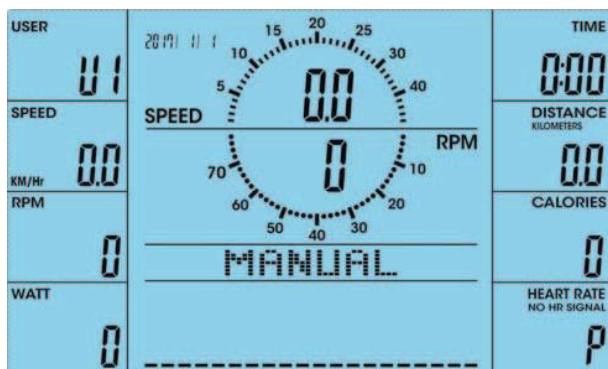 USER
U1
SPEED
KM/Hr 0.0
RPM
0
WATT
0
2017/ 1/ 1
5 10 15 20 25 30 40
0.0
SPEED
RPM
0
70 60 50 40 30 20 10
MANUAL
TIME
0:00
DISTANCE
KILOMETERS
0.0
CALORIES
0
HEART RATE
NO HR SIGNAL
P